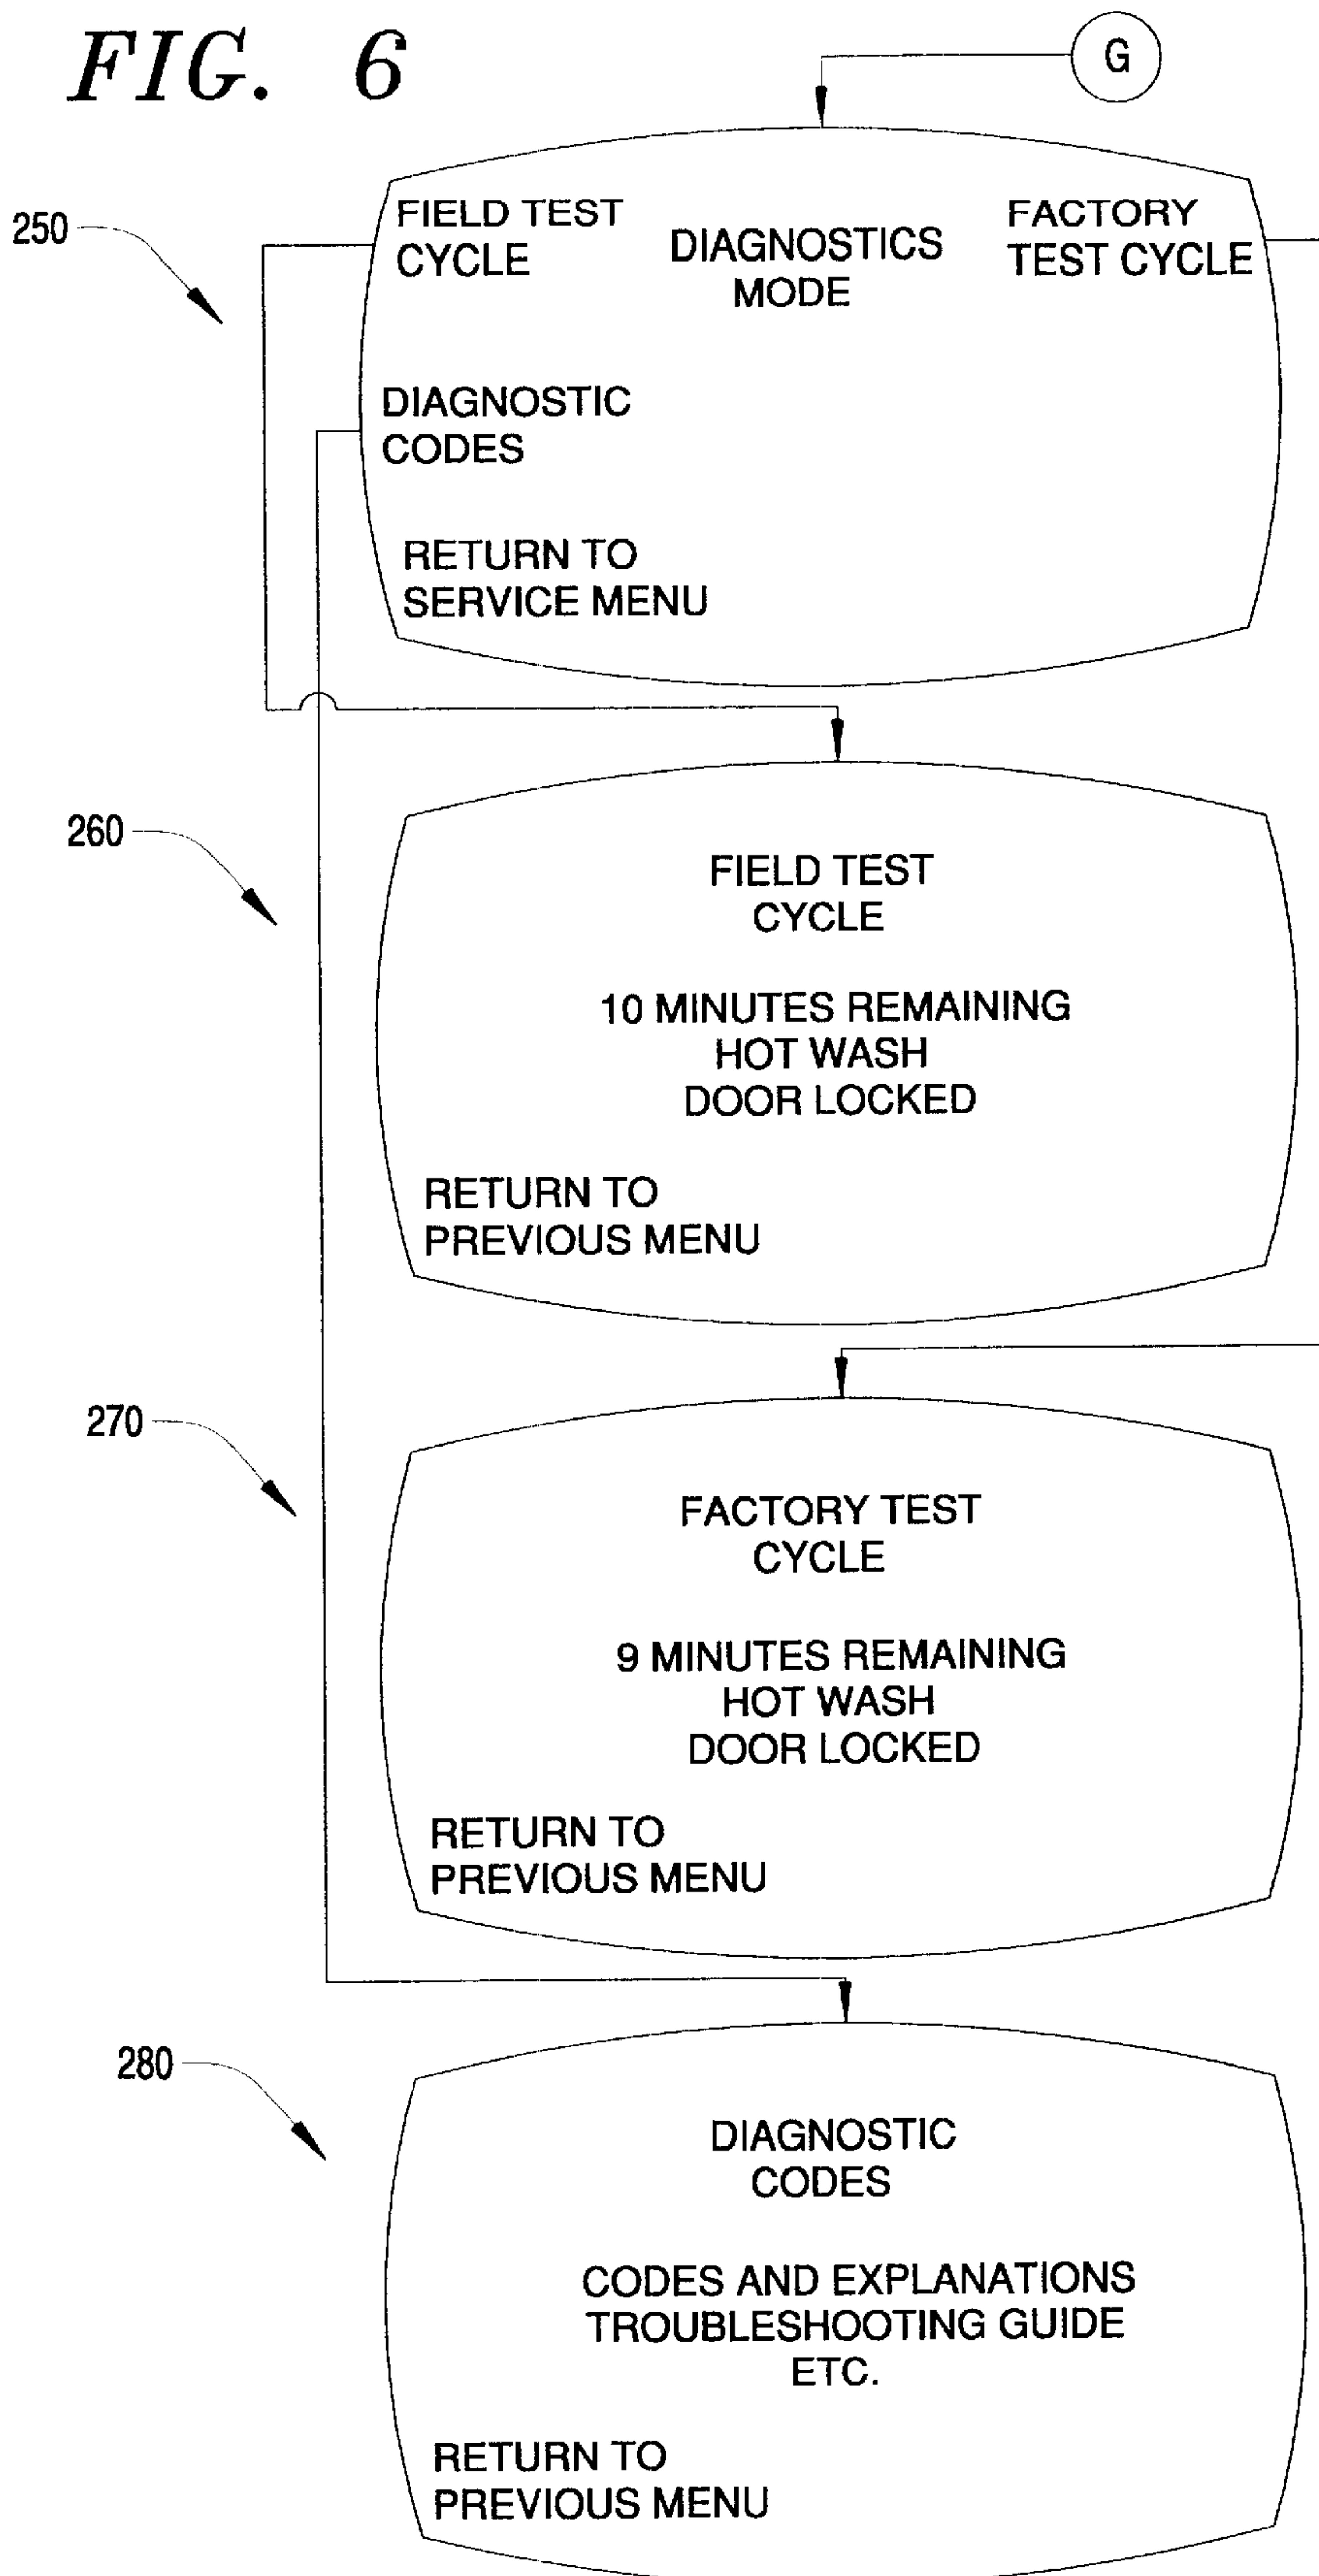 FIG. 6
G
250
FIELD TEST
CYCLE
DIAGNOSTICS
MODE
FACTORY
TEST CYCLE
DIAGNOSTIC
CODES
RETURN TO
SERVICE MENU
260
FIELD TEST
CYCLE
10 MINUTES REMAINING
HOT WASH
DOOR LOCKED
RETURN TO
PREVIOUS MENU
270
FACTORY TEST
CYCLE
9 MINUTES REMAINING
HOT WASH
DOOR LOCKED
RETURN TO
PREVIOUS MENU
280
DIAGNOSTIC
CODES
CODES AND EXPLANATIONS
TROUBLESHOOTING GUIDE
ETC.
RETURN TO
PREVIOUS MENU